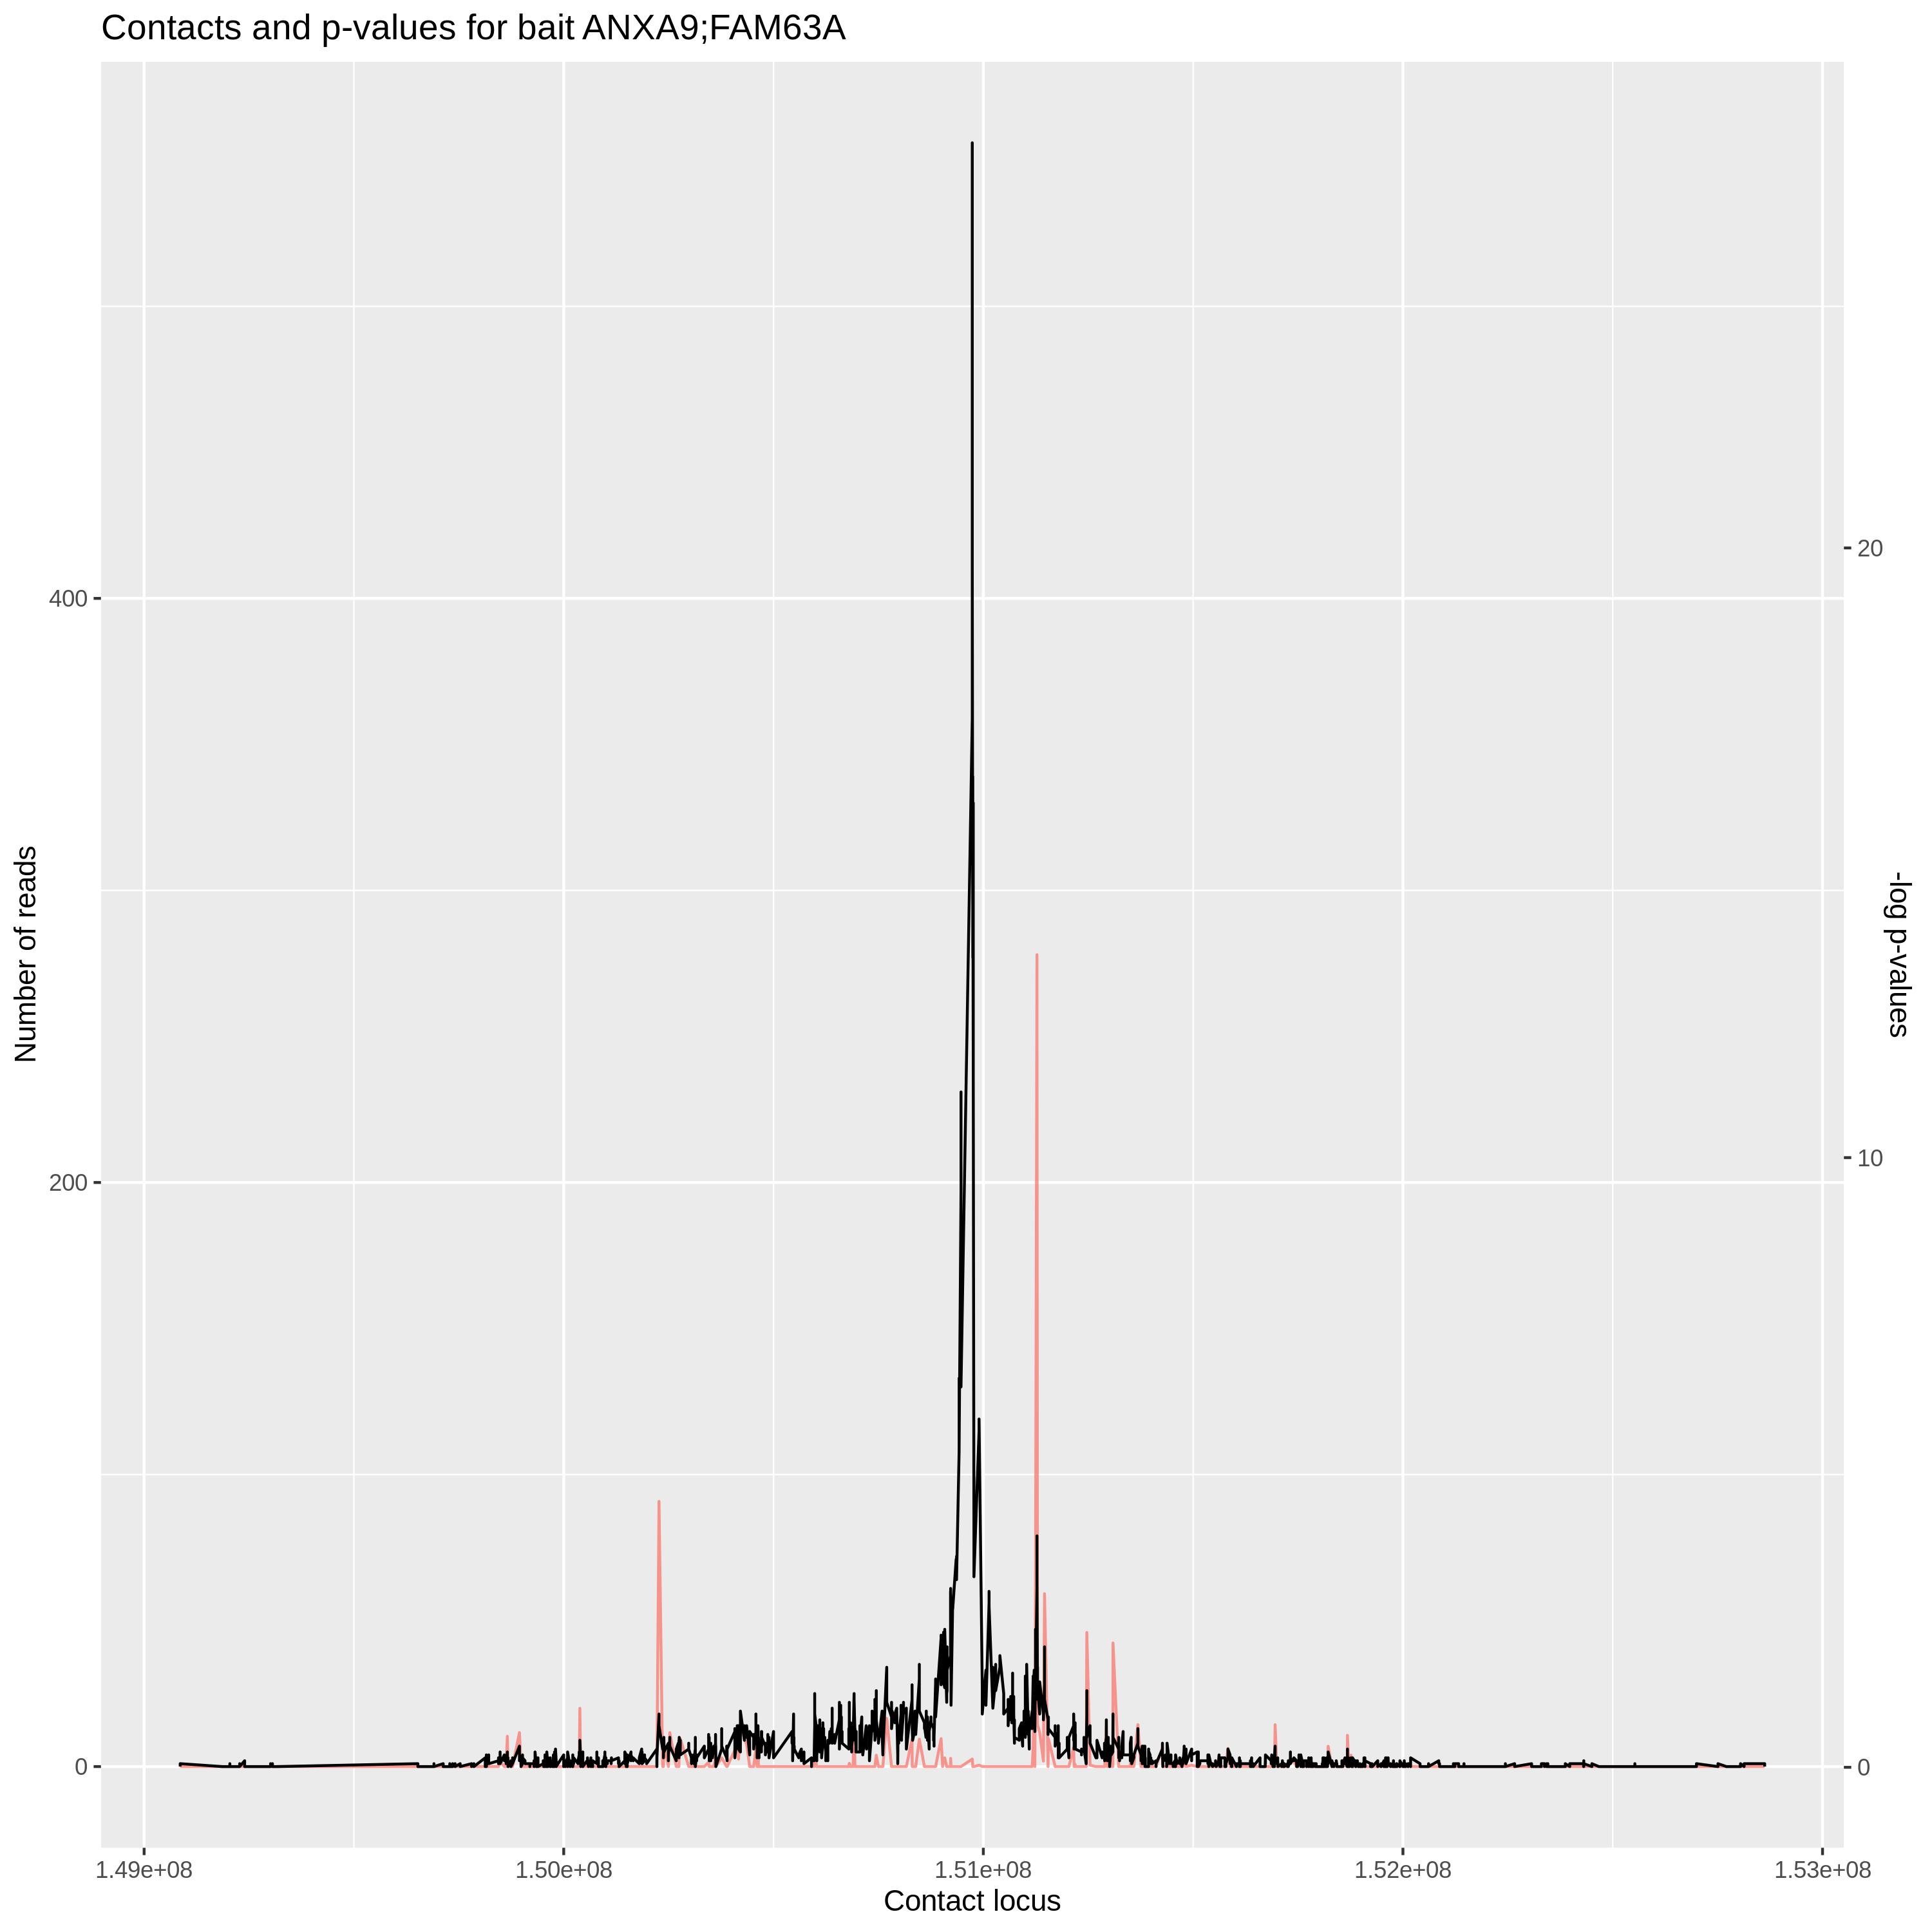 Contacts and p-values for bait ANXA9;FAM63A
Number of reads
400
200
0
20
10
0
-log p-values
1.49e+08
1.50e+08
1.51e+08
1.52e+08
1.53e+08
Contact locus